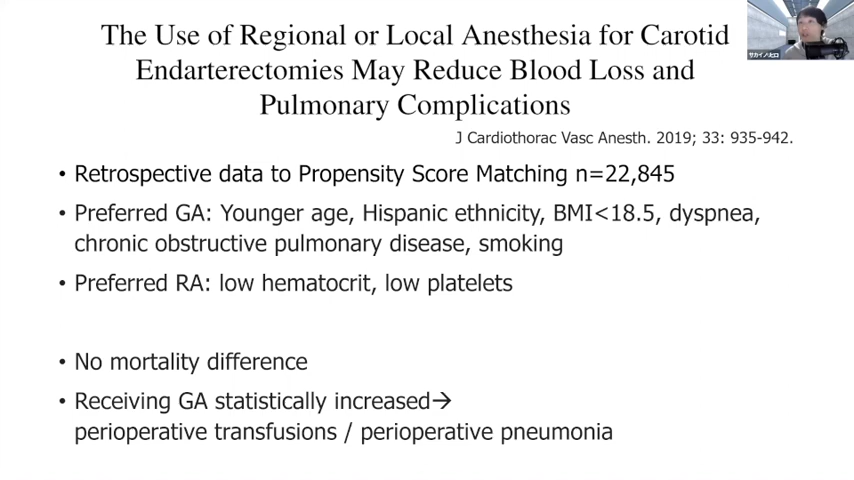 The Use of Regional or Local Anesthesia for Carotid
Endarterectomies May Reduce Blood Loss and
Pulmonary Complications
J Cardiothorac Vasc Anesth. 2019; 33: 935-942.
• Retrospective data to Propensity Score Matching n=22,845
• Preferred GA: Younger age, Hispanic ethnicity, BMI<18.5, dyspnea,
chronic obstructive pulmonary disease, smoking
• Preferred RA: low hematocrit, low platelets
• No mortality difference
• Receiving GA statistically increased→
perioperative transfusions / perioperative pneumonia